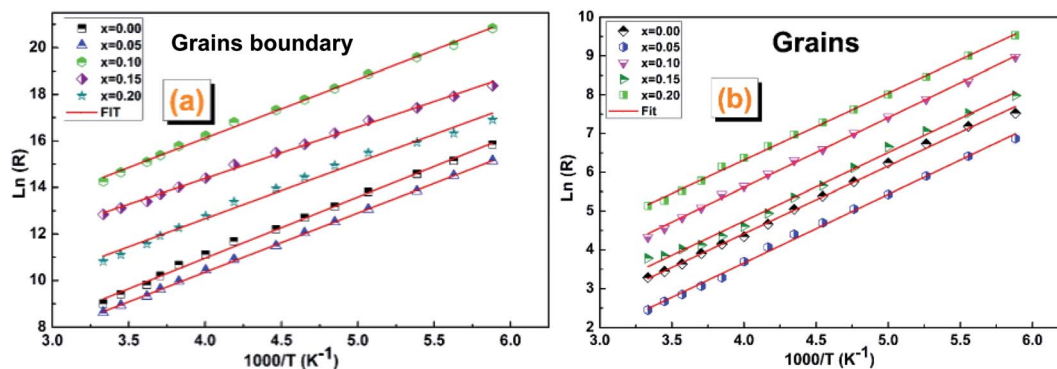 Grains boundary
(a)
x=0.00
x=0.05
x=0.10
x=0.15
x=0.20
FIT
Ln (R)
20
18
16
14
12
10
8
3.0 3.5 4.0 4.5 5.0 5.5 6.0
1000/T (K⁻¹)
Grains
(b)
x=0.00
x=0.05
x=0.10
x=0.15
x=0.20
Fit
Ln (R)
10
9
8
7
6
5
4
3
2
3.0 3.5 4.0 4.5 5.0 5.5 6.0
1000/T (K⁻¹)